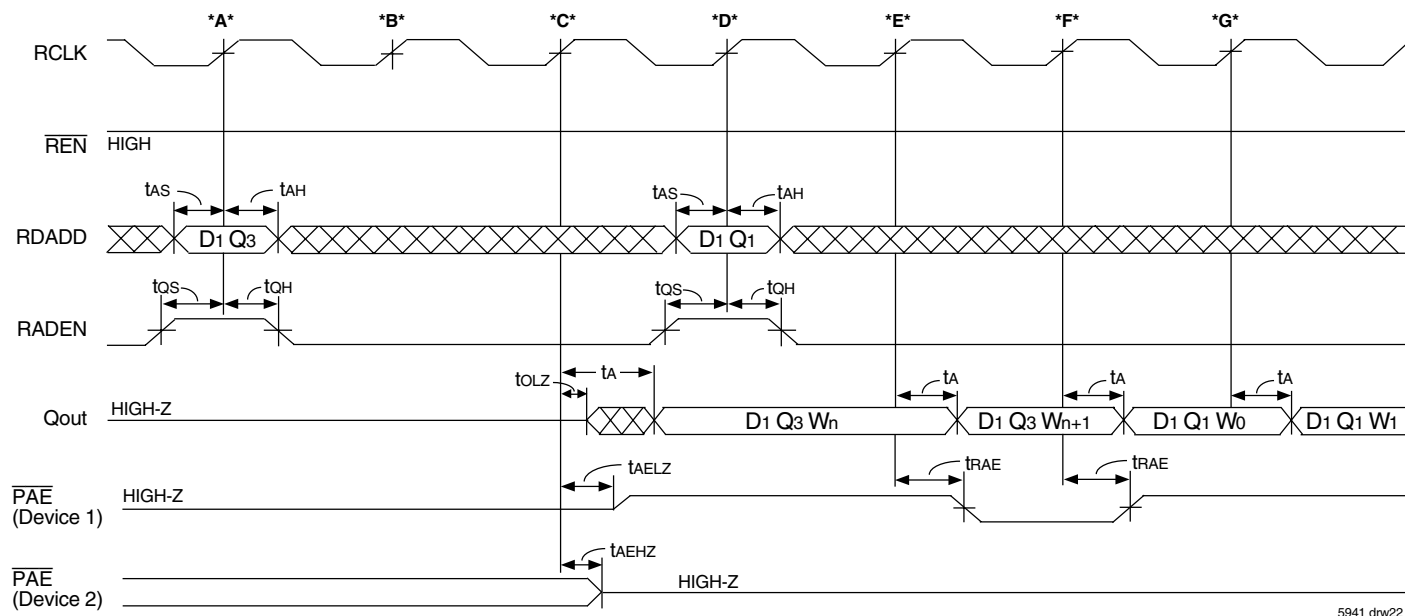 *A* *B* *C* *D* *E* *F* *G*
RCLK
REN HIGH
tAS tAH tAS tAH
RDADD D1 Q3 D1 Q1
tQS tQH tQS tQH
RADEN
tOLZ tA tA tA tA
Qout HIGH-Z D1 Q3 Wn D1 Q3 Wn+1 D1 Q1 W0 D1 Q1 W1
tAELZ tRAE tRAE
PAE HIGH-Z
(Device 1)
tAEHZ
PAE HIGH-Z
(Device 2)
5941 drw22